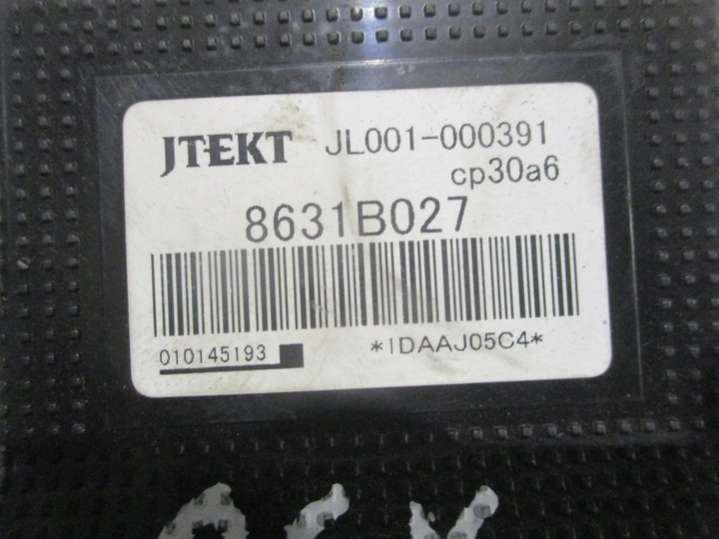 JTEKT JL001-000391
cp30a6
8631B027
010145193 *1DAAJ05C4*